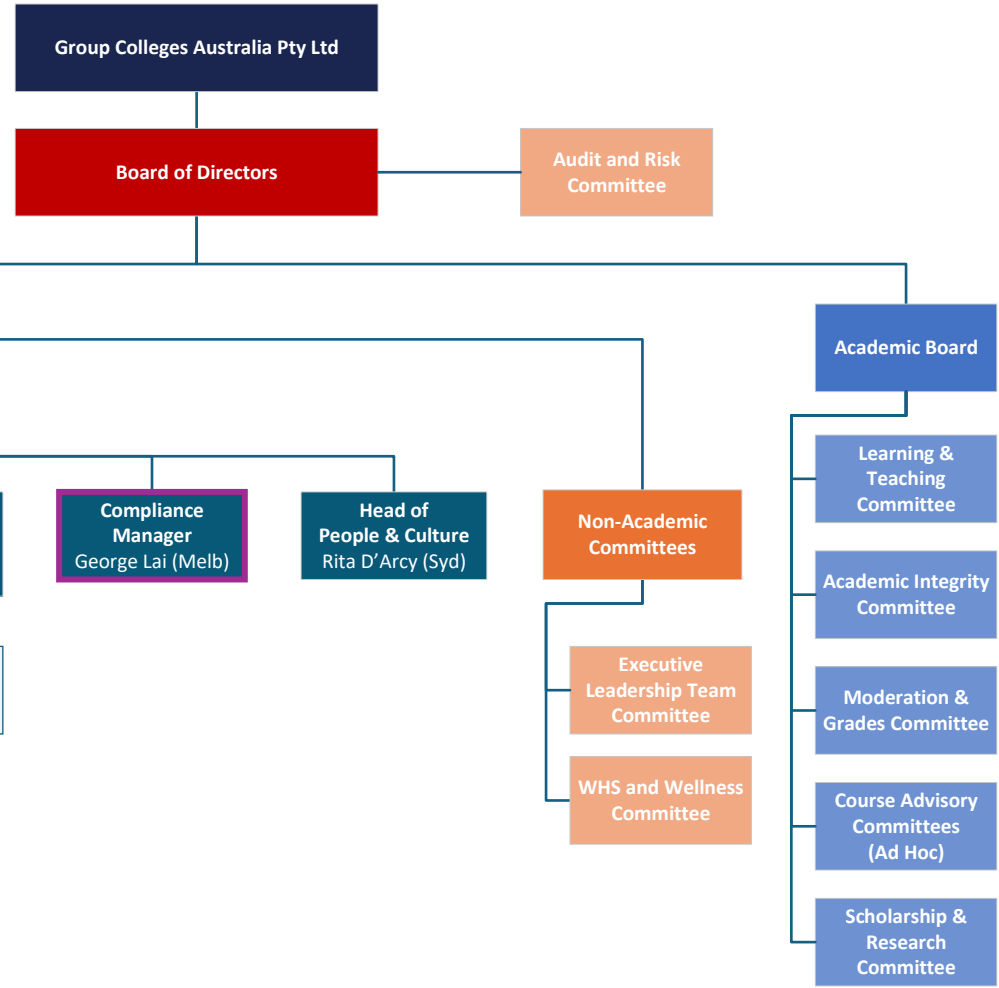 Group Colleges Australia Pty Ltd
Board of Directors
Audit and Risk
Committee
Academic Board
Learning &
Teaching
Committee
Compliance
Manager
George Lai (Melb)
Head of
People & Culture
Rita D’Arcy (Syd)
Non-Academic
Committees
Academic Integrity
Committee
Executive
Leadership Team
Committee
Moderation &
Grades Committee
WHS and Wellness
Committee
Course Advisory
Committees
(Ad Hoc)
Scholarship &
Research
Committee